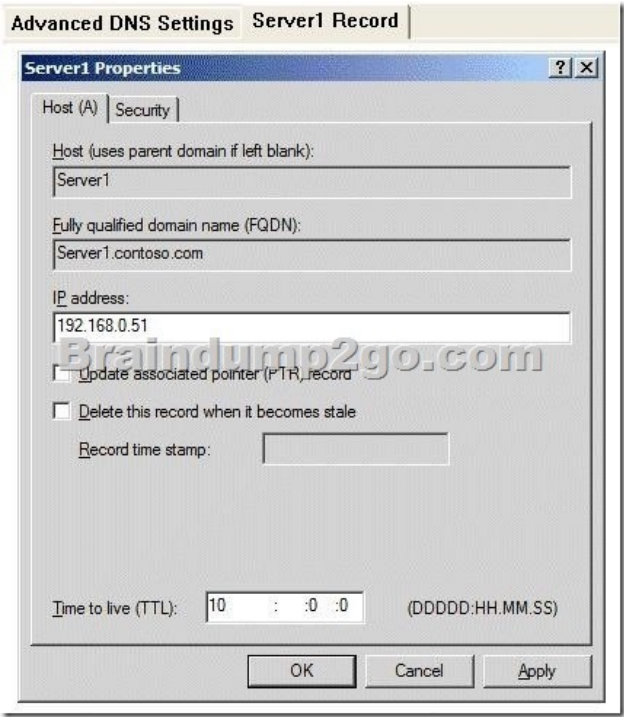 Advanced DNS Settings Server1 Record
Server1 Properties
Host (A) Security
Host (uses parent domain if left blank):
Server1
Fully qualified domain name (FQDN):
Server1.contoso.com
IP address:
192.168.0.51
Braindump2go.com
Update associated pointer (PTR) record
Delete this record when it becomes stale
Record time stamp:
Time to live (TTL): 10 : :0 :0 (DDDDD:HH.MM.SS)
OK Cancel Apply